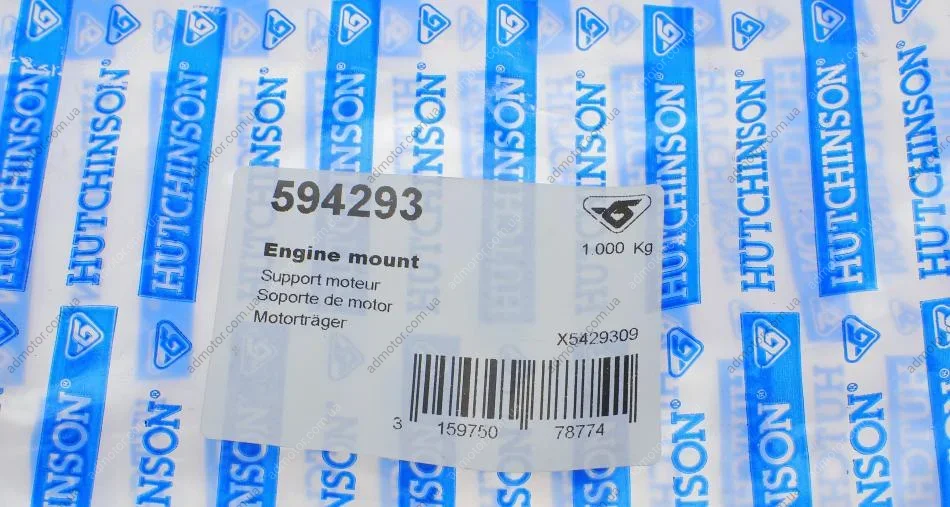 HUTCHINSON®
594293
1.000 Kg
Engine mount
Support moteur
Soporte de motor
Motorträger
X5429309
3 159750 78774
admotor.com.ua